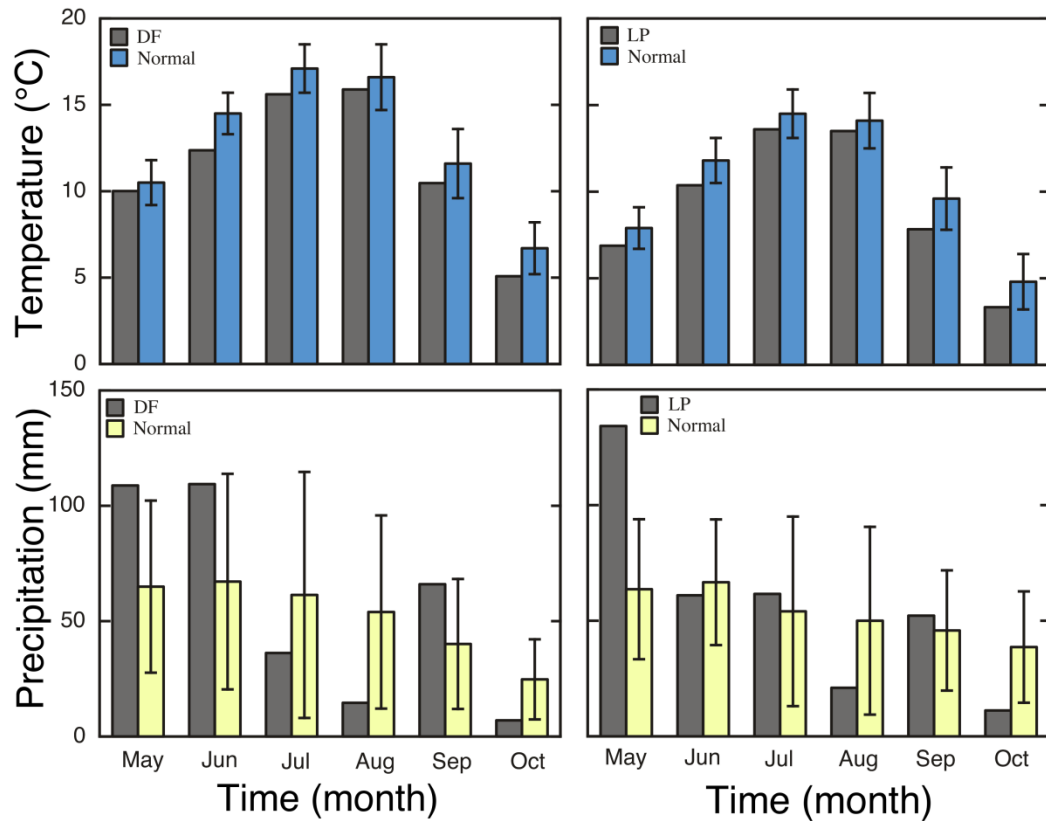 Temperature (°C)
20
15
10
5
0
DF
Normal
LP
Normal
Precipitation (mm)
150
100
50
0
DF
Normal
LP
Normal
May Jun Jul Aug Sep Oct
May Jun Jul Aug Sep Oct
Time (month)
Time (month)